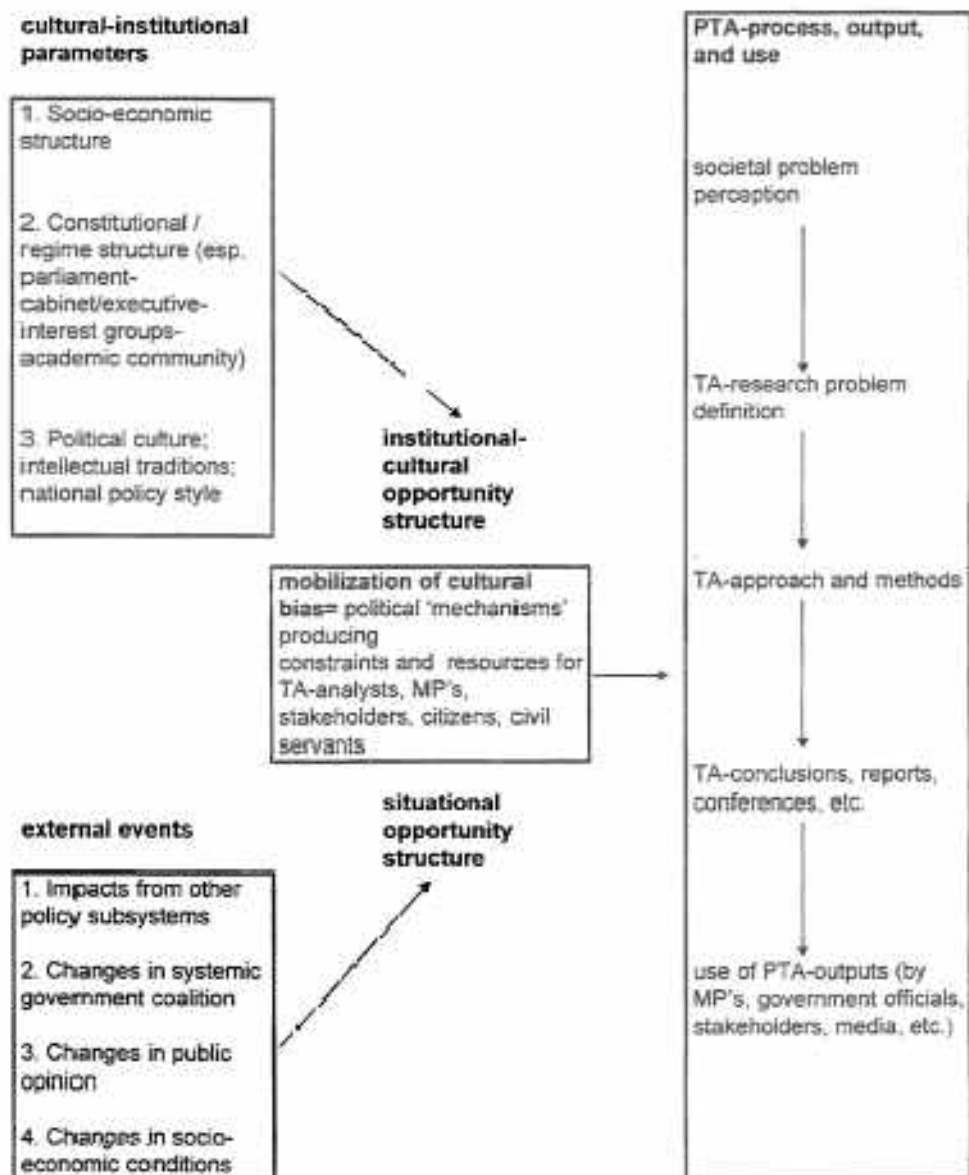 cultural-institutional
parameters
1. Socio-economic
structure
2. Constitutional /
regime structure (esp.
parliament-
cabinet/executive-
interest groups-
academic community)
3. Political culture;
intellectual traditions;
national policy style
institutional-
cultural
opportunity
structure
mobilization of cultural
bias= political 'mechanisms'
producing
constraints and resources for
TA-analysts, MP's,
stakeholders, citizens, civil
servants
situational
opportunity
structure
external events
1. Impacts from other
policy subsystems
2. Changes in systemic
government coalition
3. Changes in public
opinion
4. Changes in socio-
economic conditions
PTA-process, output,
and use
societal problem
perception
TA-research problem
definition
TA-approach and methods
TA-conclusions, reports,
conferences, etc.
use of PTA-outputs (by
MP's, government officials,
stakeholders, media, etc.)